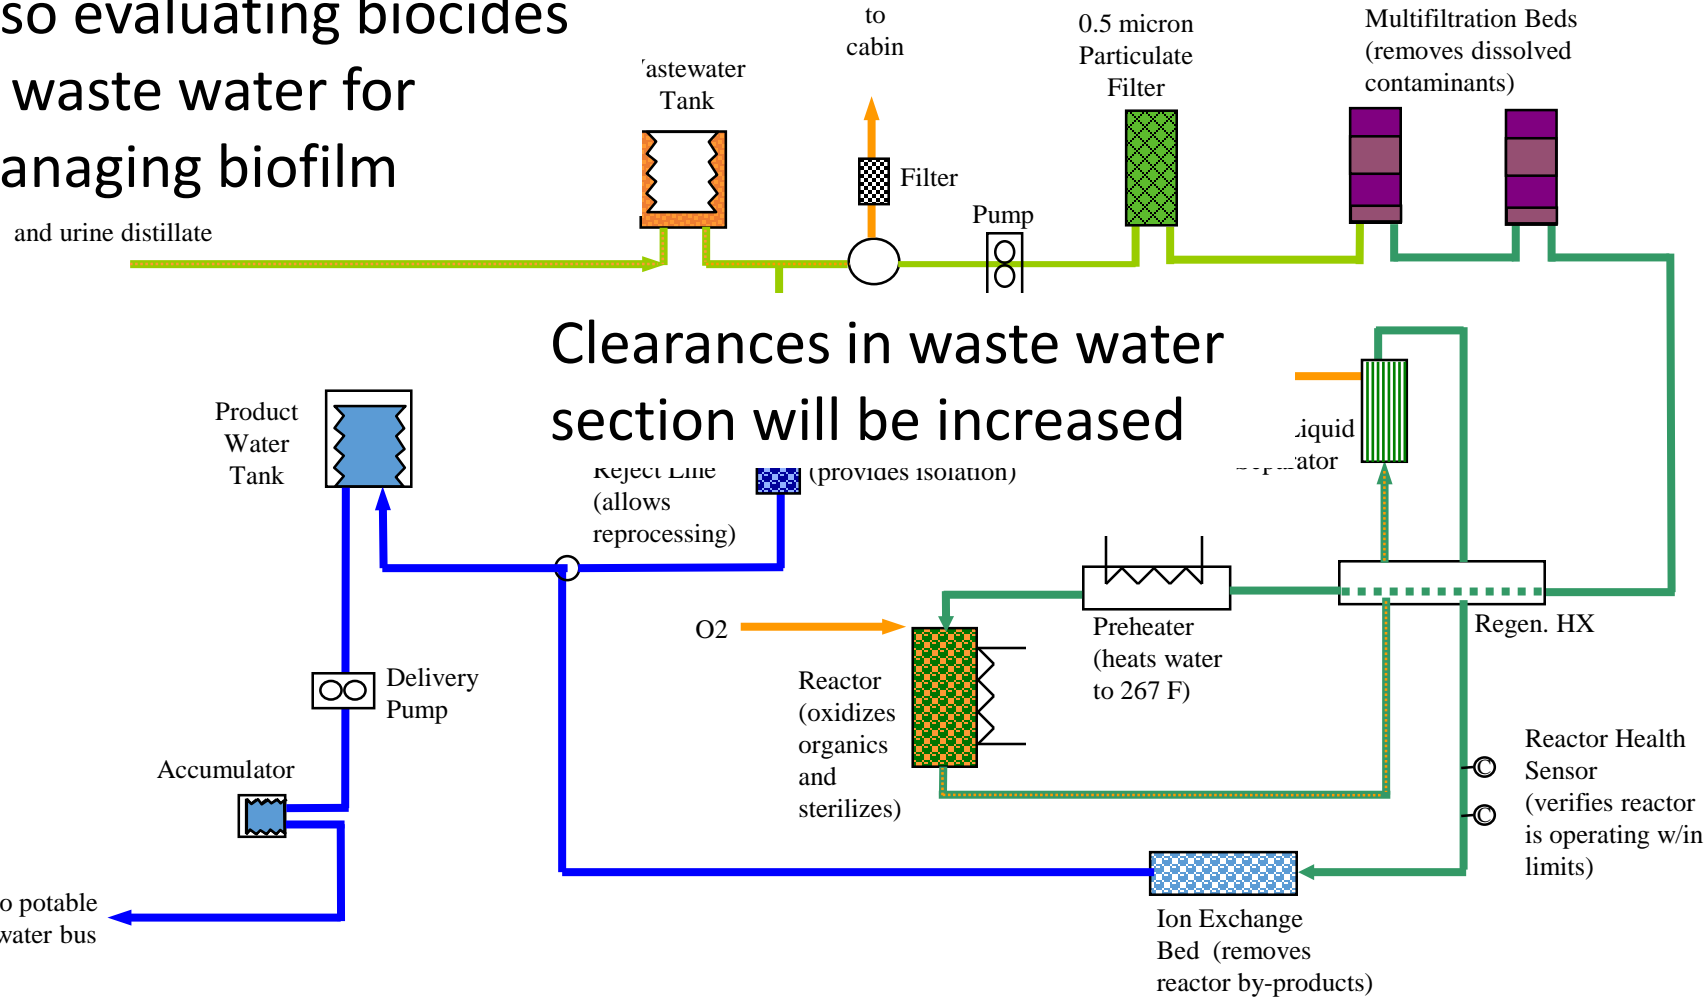 so evaluating biocides
waste water for
anaging biofilm
and urine distillate
Tank
to
cabin
Filter
Pump
0.5 micron
Particulate
Filter
Multifiltration Beds
(removes dissolved
contaminants)
Clearances in waste water
section will be increased
Product
Water
Tank
Reject Line
(allows
reprocessing)
(provides isolation)
O2
Reactor
(oxidizes
organics
and
sterilizes)
Preheater
(heats water
to 267 F)
Regen. HX
Delivery
Pump
Accumulator
potable
water bus
Ion Exchange
Bed (removes
reactor by-products)
Reactor Health
Sensor
(verifies reactor
is operating w/in
limits)
C
C